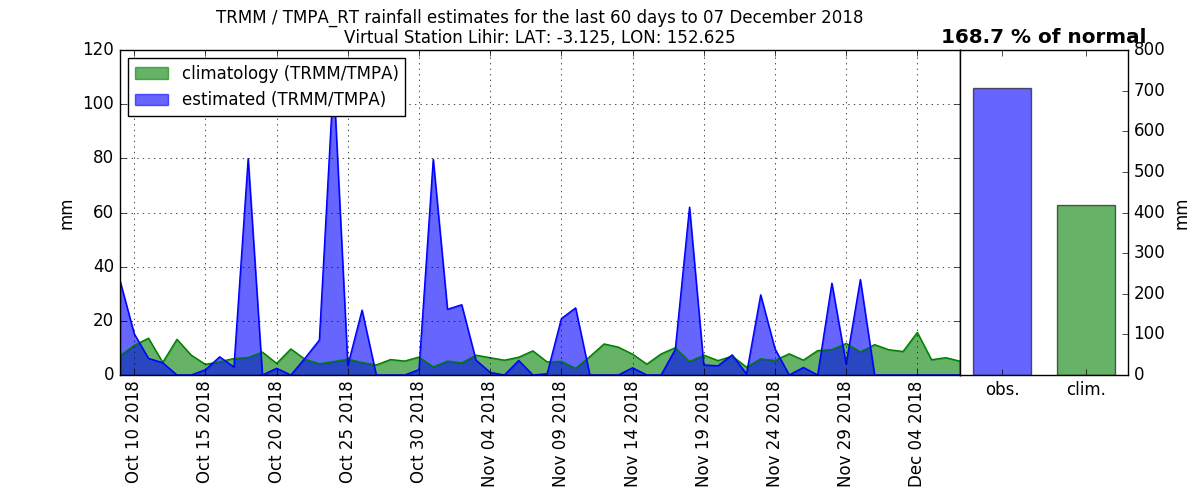 TRMM / TMPA_RT rainfall estimates for the last 60 days to 07 December 2018
Virtual Station Lihir: LAT: -3.125, LON: 152.625
168.7 % of normal
climatology (TRMM/TMPA)
estimated (TRMM/TMPA)
120
100
80
60
40
20
0
mm
Oct 10 2018
Oct 15 2018
Oct 20 2018
Oct 25 2018
Oct 30 2018
Nov 04 2018
Nov 09 2018
Nov 14 2018
Nov 19 2018
Nov 24 2018
Nov 29 2018
Dec 04 2018
800
700
600
500
400
300
200
100
0
mm
obs.
clim.